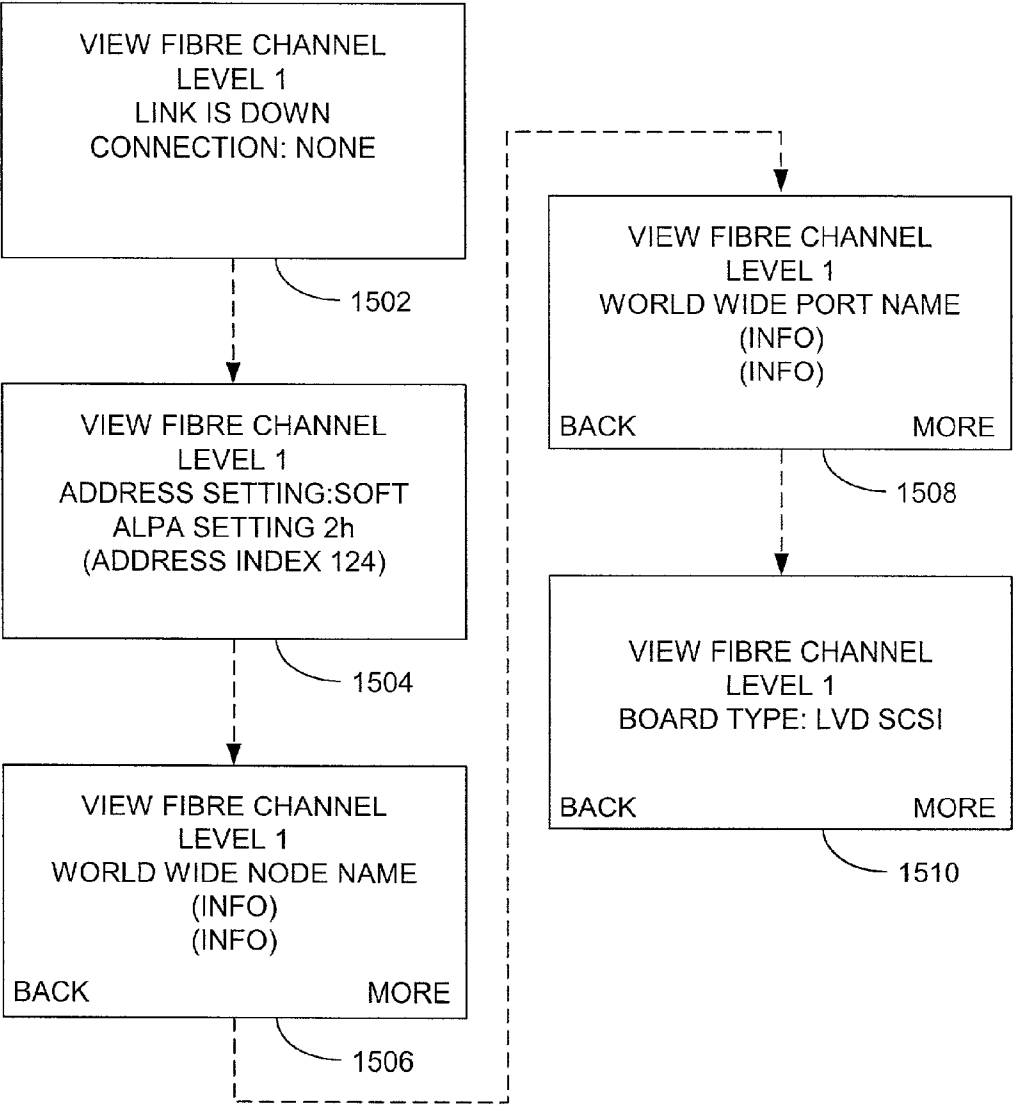 VIEW FIBRE CHANNEL
LEVEL 1
LINK IS DOWN
CONNECTION: NONE
1502
VIEW FIBRE CHANNEL
LEVEL 1
ADDRESS SETTING:SOFT
ALPA SETTING 2h
(ADDRESS INDEX 124)
1504
VIEW FIBRE CHANNEL
LEVEL 1
WORLD WIDE NODE NAME
(INFO)
(INFO)
BACK MORE
1506
VIEW FIBRE CHANNEL
LEVEL 1
WORLD WIDE PORT NAME
(INFO)
(INFO)
BACK MORE
1508
VIEW FIBRE CHANNEL
LEVEL 1
BOARD TYPE: LVD SCSI
BACK MORE
1510